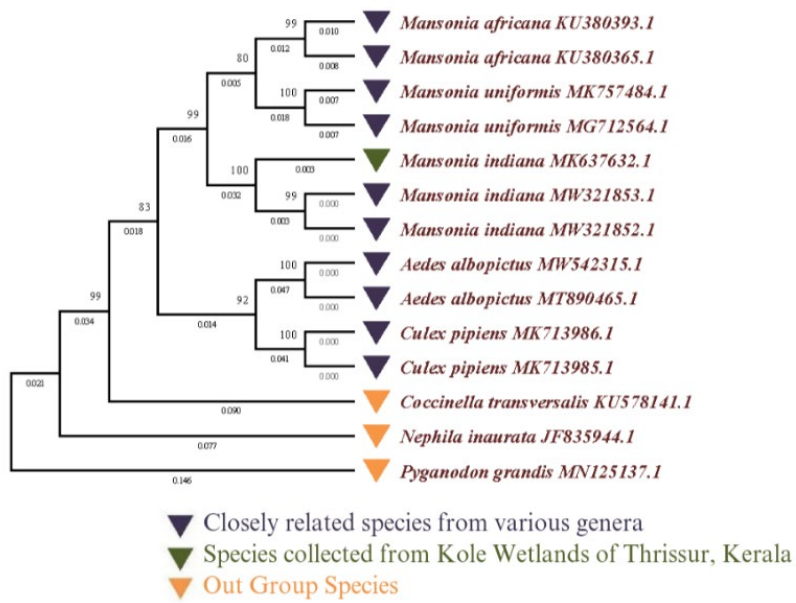 99
0.010
Mansonia africana KU380393.1
0.012
80
0.008
Mansonia africana KU380365.1
0.005
100
0.007
Mansonia uniformis MK757484.1
99
0.018
0.007
Mansonia uniformis MG712564.1
0.016
100
0.003
Mansonia indiana MK637632.1
0.032
99
0.000
Mansonia indiana MW321853.1
83
0.003
0.018
0.000
Mansonia indiana MW321852.1
100
0.000
Aedes albopictus MW542315.1
0.047
99
92
0.000
Aedes albopictus MT890465.1
0.034
0.014
100
0.000
Culex pipiens MK713986.1
0.041
0.000
Culex pipiens MK713985.1
0.021
0.090
Coccinella transversalis KU578141.1
0.077
Nephila inaurata JF835944.1
0.146
Pyganodon grandis MN125137.1
Closely related species from various genera
Species collected from Kole Wetlands of Thrissur, Kerala
Out Group Species